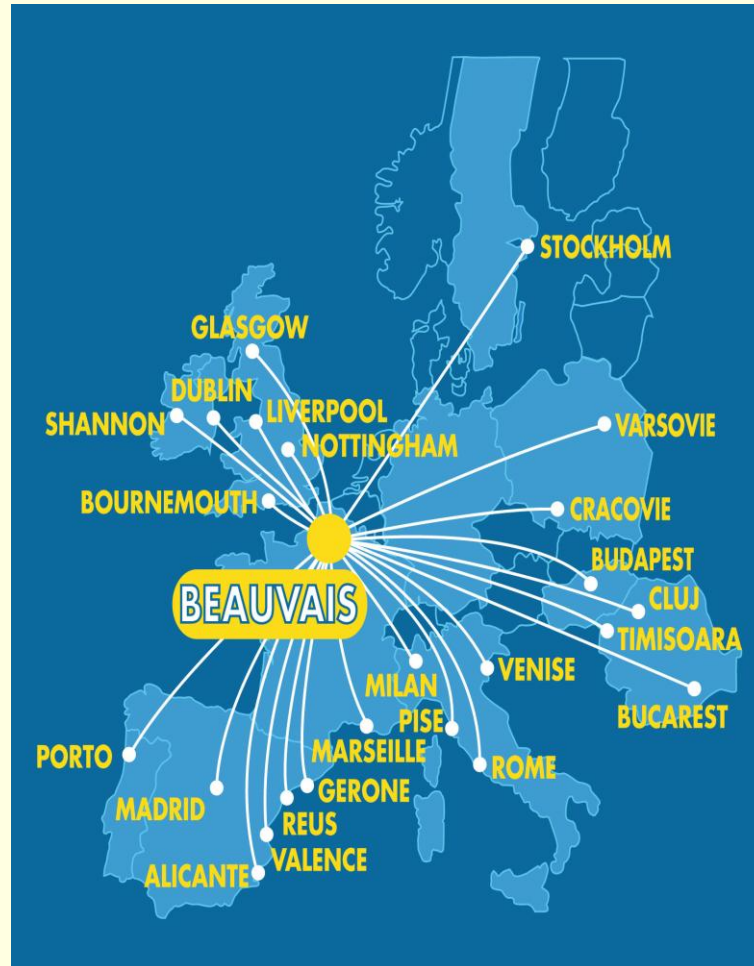 STOCKHOLM
GLASGOW
DUBLIN
LIVERPOOL
SHANNON
NOTTINGHAM
VARSOVIE
BOURNEMOUTH
CRACOVIE
BUDAPEST
BEAUVAIS
CLUJ
TIMISOARA
MILAN
VENISE
BUCAREST
PISE
MARSEILLE
PORTO
ROME
GERONE
MADRID
REUS
VALENCE
ALICANTE